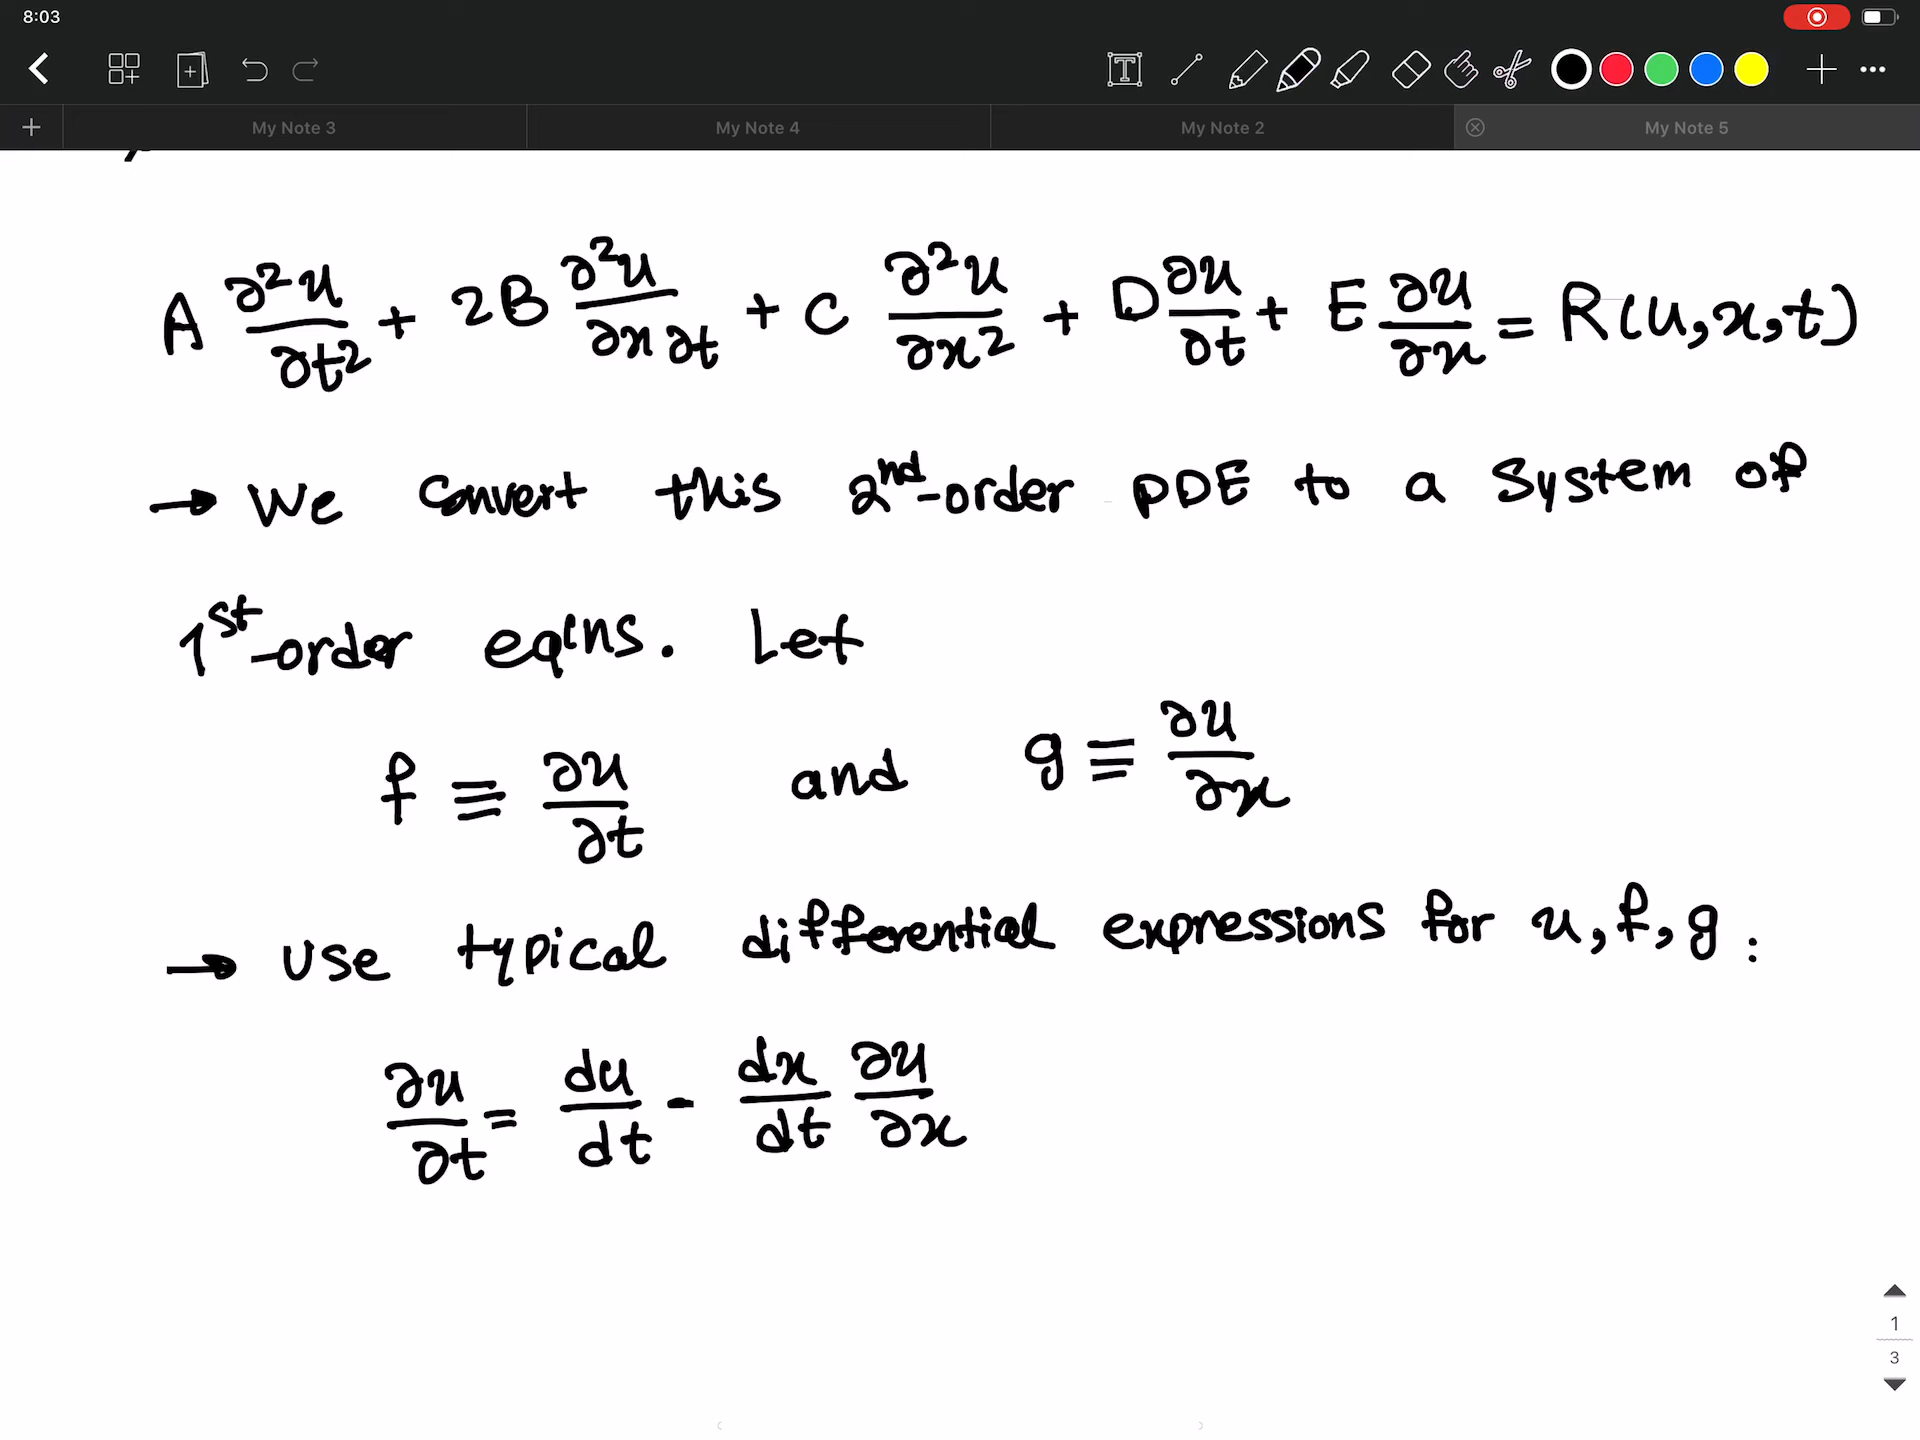 8:03
My Note 3 My Note 4 My Note 2 My Note 5
A ∂²u/∂t² + 2B ∂²u/∂x∂t + C ∂²u/∂x² + D ∂u/∂t + E ∂u/∂x = R(u,x,t)
→ We convert this 2nd-order PDE to a system of
1st-order eqtns. Let
f ≡ ∂u/∂t and g ≡ ∂u/∂x
→ Use typical differential expressions for u, f, g :
∂u/∂t = du/dt - dx/dt ∂u/∂x
1
3